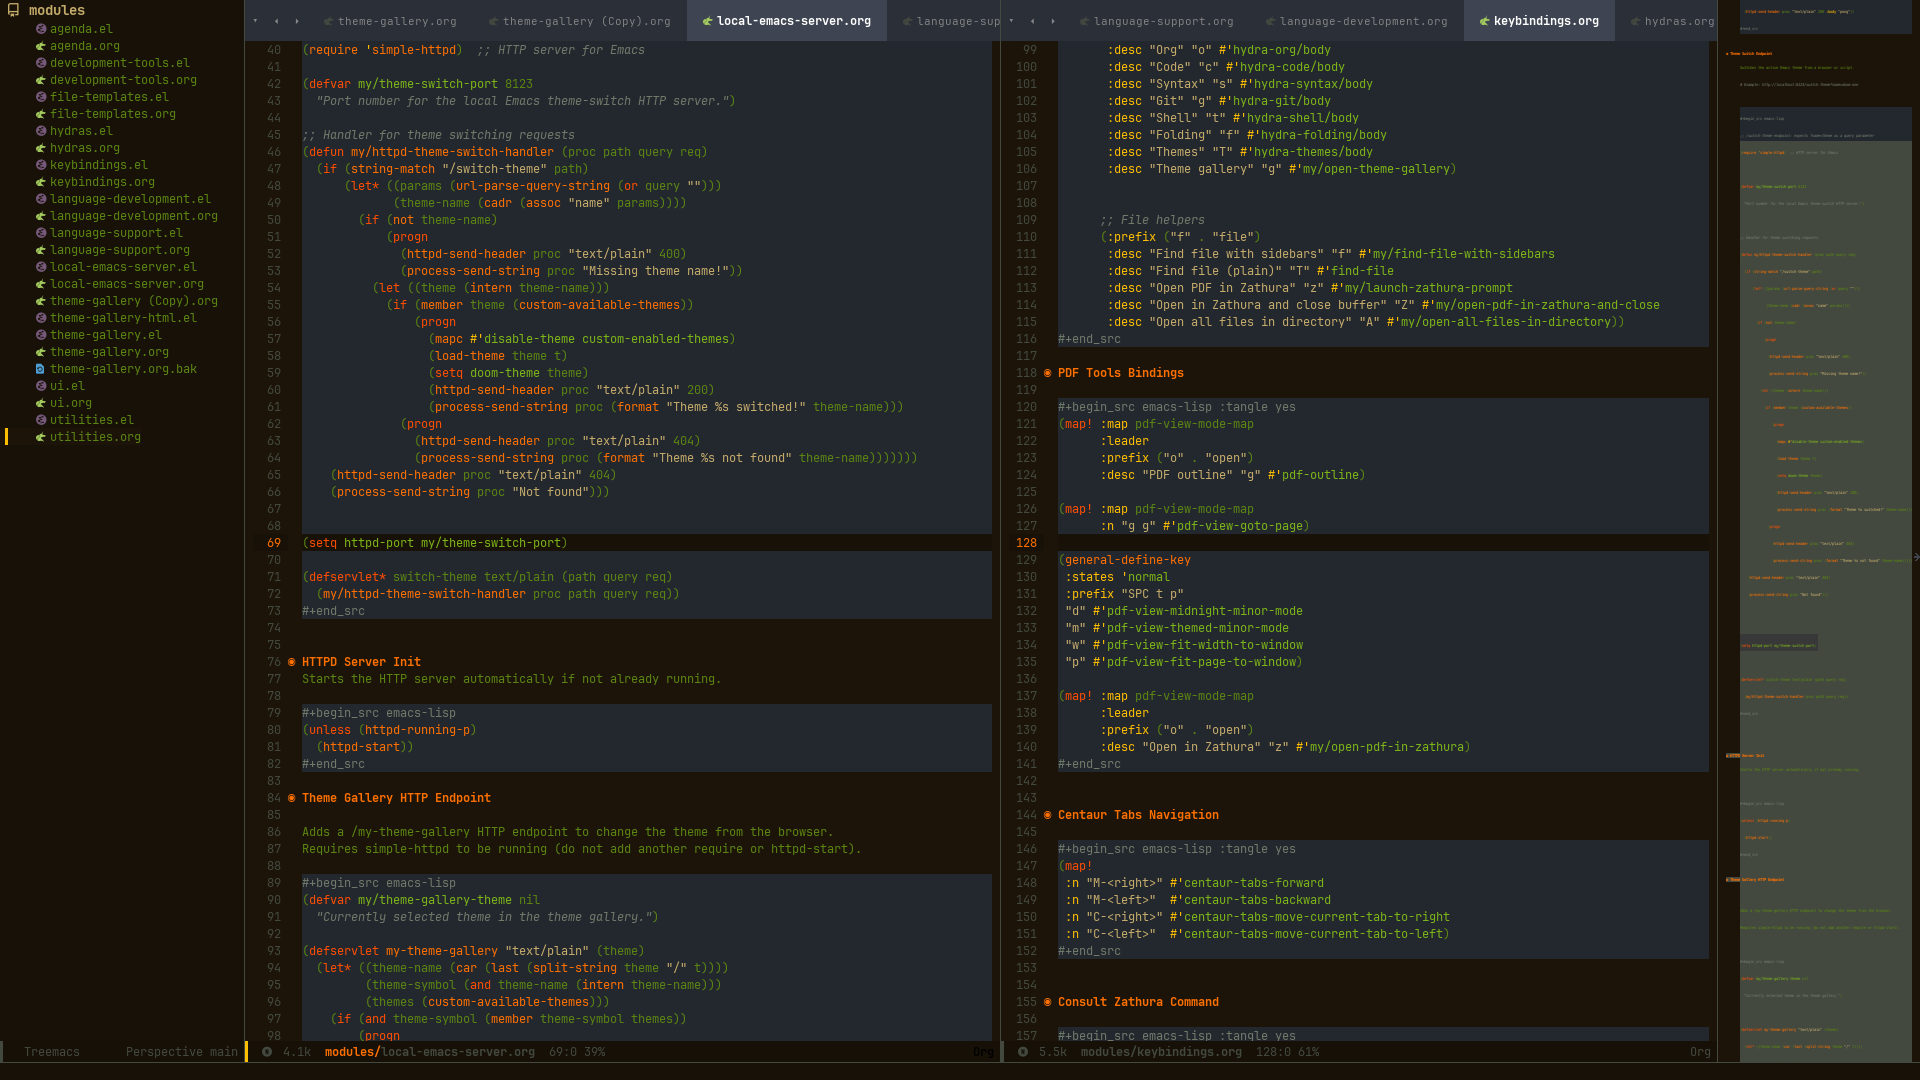 modules
agenda.el
agenda.org
development-tools.el
development-tools.org
file-templates.el
file-templates.org
hydras.el
hydras.org
keybindings.el
keybindings.org
language-development.el
language-development.org
language-support.el
language-support.org
local-emacs-server.el
local-emacs-server.org
theme-gallery (Copy).org
theme-gallery-html.el
theme-gallery.el
theme-gallery.org
theme-gallery.org.bak
ui.el
ui.org
utilities.el
utilities.org
Treemacs Perspective main
theme-gallery.org theme-gallery (Copy).org local-emacs-server.org language-sup
40 (require 'simple-httpd)  ;; HTTP server for Emacs
41
42 (defvar my/theme-switch-port 8123
43   "Port number for the local Emacs theme-switch HTTP server.")
44
45 ;; Handler for theme switching requests
46 (defun my/httpd-theme-switch-handler (proc path query req)
47   (if (string-match "/switch-theme" path)
48       (let* ((params (url-parse-query-string (or query "")))
49              (theme-name (cadr (assoc "name" params))))
50         (if (not theme-name)
51             (progn
52               (httpd-send-header proc "text/plain" 400)
53               (process-send-string proc "Missing theme name!"))
54           (let ((theme (intern theme-name)))
55             (if (member theme (custom-available-themes))
56                 (progn
57                   (mapc #'disable-theme custom-enabled-themes)
58                   (load-theme theme t)
59                   (setq doom-theme theme)
60                   (httpd-send-header proc "text/plain" 200)
61                   (process-send-string proc (format "Theme %s switched!" theme-name)))
62               (progn
63                 (httpd-send-header proc "text/plain" 404)
64                 (process-send-string proc (format "Theme %s not found" theme-name)))))))
65     (httpd-send-header proc "text/plain" 404)
66     (process-send-string proc "Not found")))
67
68
69 (setq httpd-port my/theme-switch-port)
70
71 (defservlet* switch-theme text/plain (path query req)
72   (my/httpd-theme-switch-handler proc path query req))
73 #+end_src
74
75
76 ◉ HTTPD Server Init
77 Starts the HTTP server automatically if not already running.
78
79 #+begin_src emacs-lisp
80 (unless (httpd-running-p)
81   (httpd-start))
82 #+end_src
83
84 ◉ Theme Gallery HTTP Endpoint
85
86 Adds a /my-theme-gallery HTTP endpoint to change the theme from the browser.
87 Requires simple-httpd to be running (do not add another require or httpd-start).
88
89 #+begin_src emacs-lisp
90 (defvar my/theme-gallery-theme nil
91   "Currently selected theme in the theme gallery.")
92
93 (defservlet my-theme-gallery "text/plain" (theme)
94   (let* ((theme-name (car (last (split-string theme "/" t))))
95          (theme-symbol (and theme-name (intern theme-name)))
96          (themes (custom-available-themes)))
97     (if (and theme-symbol (member theme-symbol themes))
98         (progn
4.1k modules/local-emacs-server.org 69:0 39% Org
language-support.org language-development.org keybindings.org hydras.org
99        :desc "Org" "o" #'hydra-org/body
100        :desc "Code" "c" #'hydra-code/body
101        :desc "Syntax" "s" #'hydra-syntax/body
102        :desc "Git" "g" #'hydra-git/body
103        :desc "Shell" "t" #'hydra-shell/body
104        :desc "Folding" "f" #'hydra-folding/body
105        :desc "Themes" "T" #'hydra-themes/body
106        :desc "Theme gallery" "g" #'my/open-theme-gallery)
107
108
109       ;; File helpers
110       (:prefix ("f" . "file")
111        :desc "Find file with sidebars" "f" #'my/find-file-with-sidebars
112        :desc "Find file (plain)" "T" #'find-file
113        :desc "Open PDF in Zathura" "z" #'my/launch-zathura-prompt
114        :desc "Open in Zathura and close buffer" "Z" #'my/open-pdf-in-zathura-and-close
115        :desc "Open all files in directory" "A" #'my/open-all-files-in-directory))
116 #+end_src
117
118 ◉ PDF Tools Bindings
119
120 #+begin_src emacs-lisp :tangle yes
121 (map! :map pdf-view-mode-map
122       :leader
123       :prefix ("o" . "open")
124       :desc "PDF outline" "g" #'pdf-outline)
125
126 (map! :map pdf-view-mode-map
127       :n "g g" #'pdf-view-goto-page)
128
129 (general-define-key
130  :states 'normal
131  :prefix "SPC t p"
132  "d" #'pdf-view-midnight-minor-mode
133  "m" #'pdf-view-themed-minor-mode
134  "w" #'pdf-view-fit-width-to-window
135  "p" #'pdf-view-fit-page-to-window)
136
137 (map! :map pdf-view-mode-map
138       :leader
139       :prefix ("o" . "open")
140       :desc "Open in Zathura" "z" #'my/open-pdf-in-zathura)
141 #+end_src
142
143
144 ◉ Centaur Tabs Navigation
145
146 #+begin_src emacs-lisp :tangle yes
147 (map!
148  :n "M-<right>" #'centaur-tabs-forward
149  :n "M-<left>"  #'centaur-tabs-backward
150  :n "C-<right>" #'centaur-tabs-move-current-tab-to-right
151  :n "C-<left>"  #'centaur-tabs-move-current-tab-to-left)
152 #+end_src
153
154
155 ◉ Consult Zathura Command
156
157 #+begin_src emacs-lisp :tangle yes
5.5k modules/keybindings.org 128:0 61% Org